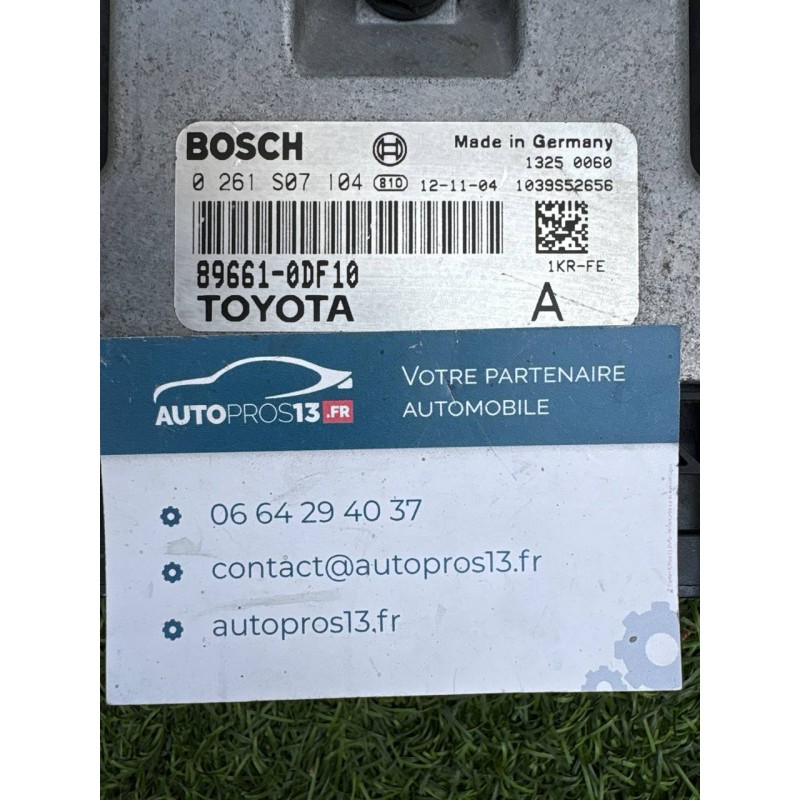 BOSCH
Made in Germany
1325 0060
0 261 S07 104 810 12-11-04 1039S52656
89661-0DF10
1KR-FE
TOYOTA
A
AUTOPROS13.FR
VOTRE PARTENAIRE
AUTOMOBILE
06 64 29 40 37
contact@autopros13.fr
autopros13.fr